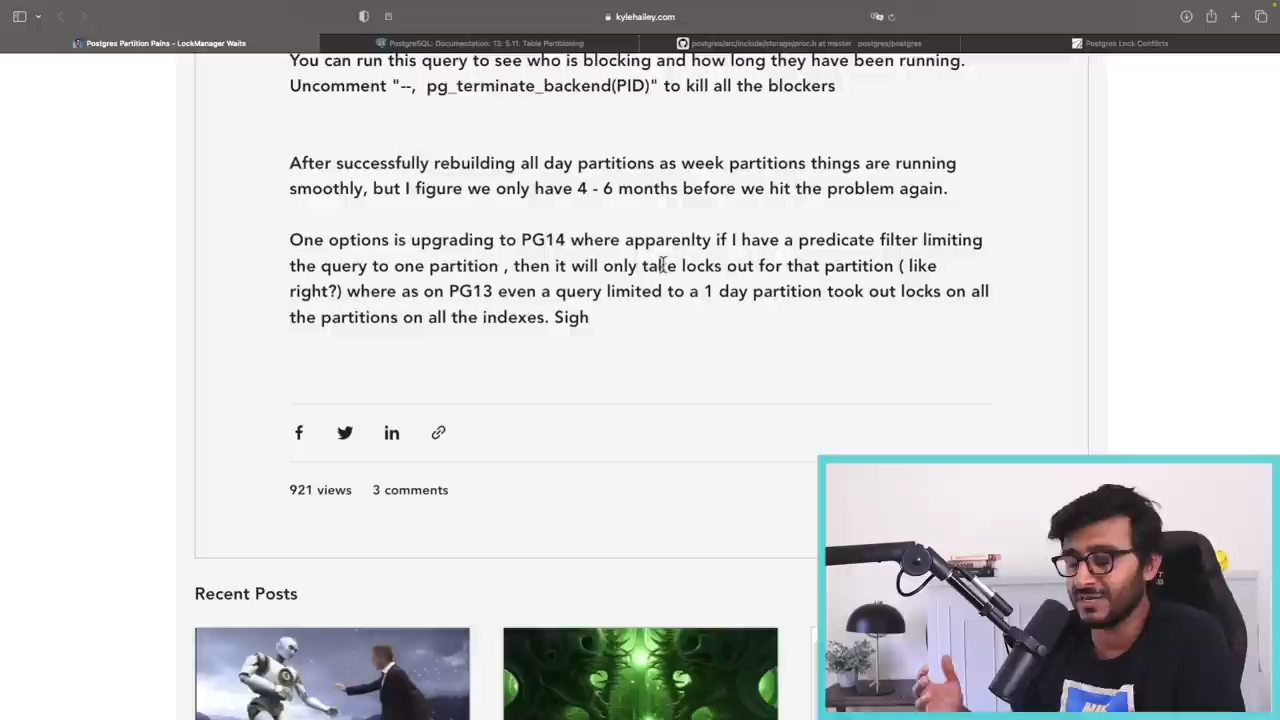 kylehailey.com
Postgres Partition Pains - LockManager Waits
PostgreSQL: Documentation: 13: 5.11. Table Partitioning
postgres/src/include/storage/proc.h at master · postgres/postgres
Postgres Lock Conflicts
You can run this query to see who is blocking and how long they have been running.
Uncomment "--, pg_terminate_backend(PID)" to kill all the blockers
After successfully rebuilding all day partitions as week partitions things are running
smoothly, but I figure we only have 4 - 6 months before we hit the problem again.
One options is upgrading to PG14 where apparenlty if I have a predicate filter limiting
the query to one partition , then it will only take locks out for that partition ( like
right?) where as on PG13 even a query limited to a 1 day partition took out locks on all
the partitions on all the indexes. Sigh
921 views 3 comments
Recent Posts